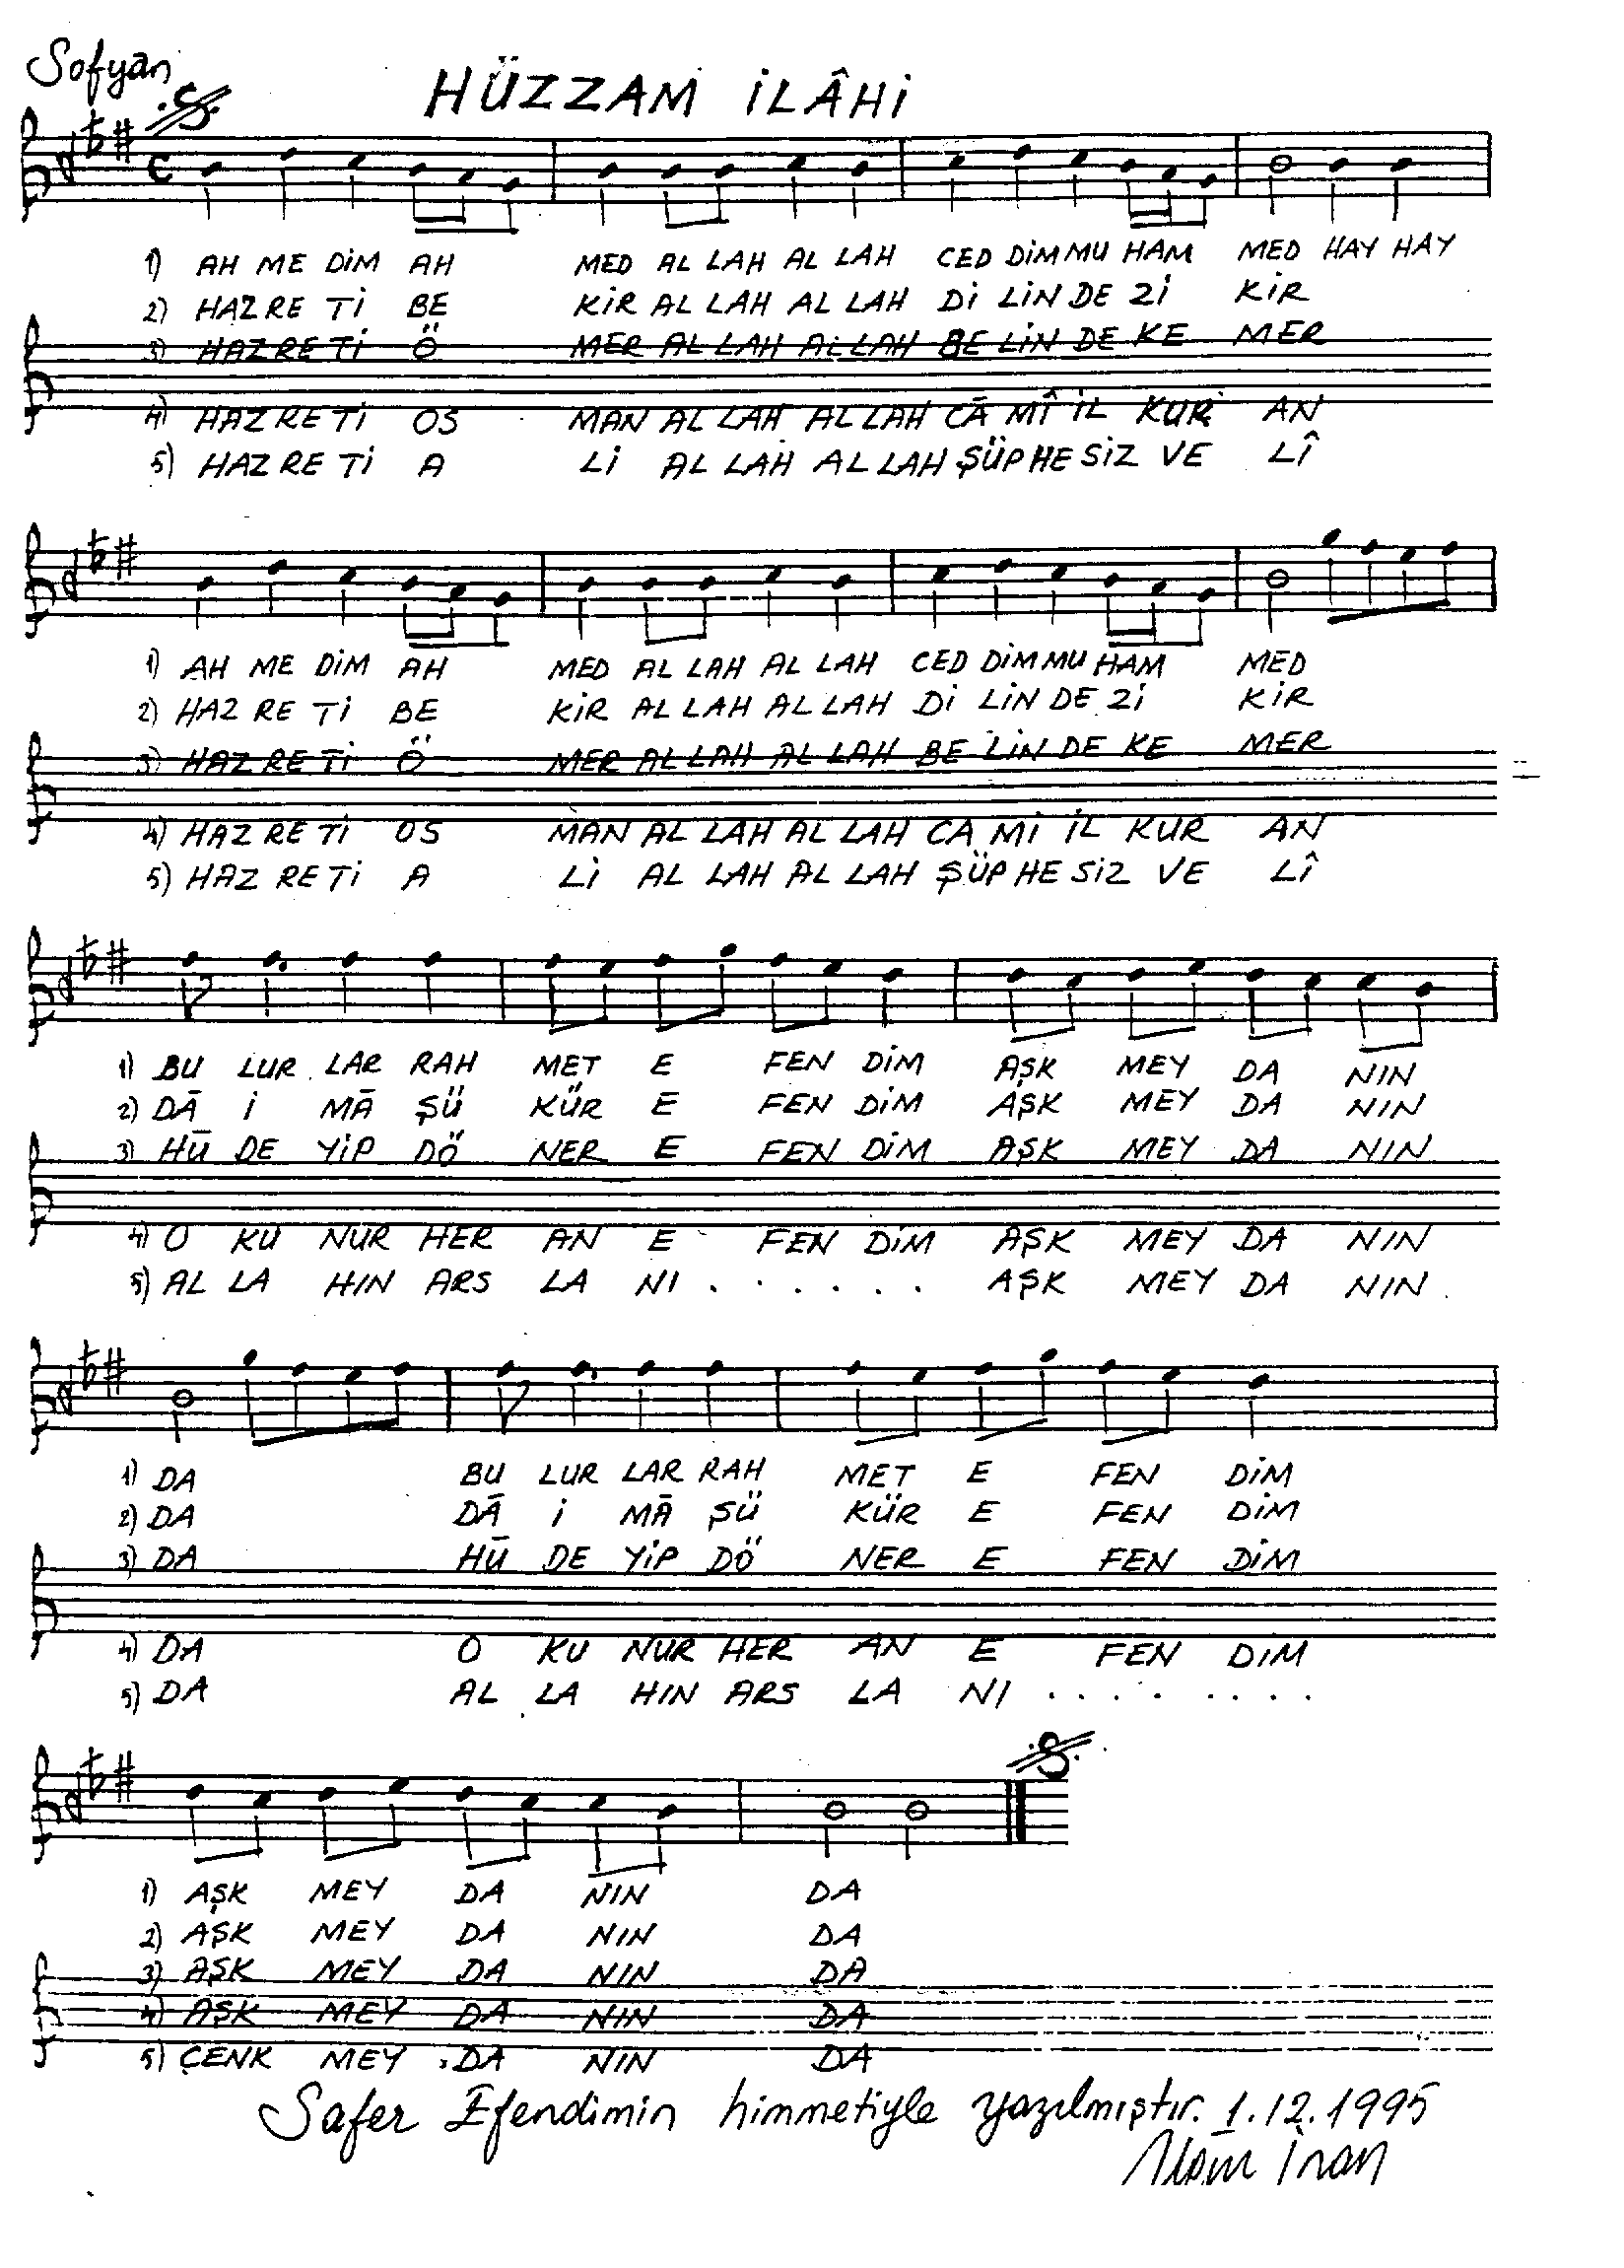 Sofyan
HÜZZAM İLÂHİ
1) AH ME DİM AH MED AL LAH AL LAH CED DİM MU HAM MED HAY HAY
2) HAZ RE Tİ BE KİR AL LAH AL LAH Dİ LİN DE Zİ KİR
3) HAZ RE Tİ Ö MER AL LAH AL LAH BE LİN DE KE MER
4) HAZ RE Tİ OS MAN AL LAH AL LAH CĀ MÎ İL KUR AN
5) HAZ RE Tİ A Lİ AL LAH AL LAH ŞÜP HE SİZ VE LÎ
1) AH ME DİM AH MED AL LAH AL LAH CED DİM MU HAM MED
2) HAZ RE Tİ BE KİR AL LAH AL LAH Dİ LİN DE Zİ KİR
3) HAZ RE Tİ Ö MER AL LAH AL LAH BE LİN DE KE MER
4) HAZ RE Tİ OS MAN AL LAH AL LAH CA Mİ İL KUR AN
5) HAZ RE Tİ A Lİ AL LAH AL LAH ŞÜP HE SİZ VE LÎ
1) BU LUR LAR RAH MET E FEN DİM AŞK MEY DA NIN
2) DĀ İ MĀ ŞÜ KÜR E FEN DİM AŞK MEY DA NIN
3) HŪ DE YİP DÖ NER E FEN DİM AŞK MEY DA NIN
4) O KU NUR HER AN E FEN DİM AŞK MEY DA NIN
5) AL LA HIN ARS LA NI . . . . . . AŞK MEY DA NIN
1) DA BU LUR LAR RAH MET E FEN DİM
2) DA DĀ İ MĀ ŞÜ KÜR E FEN DİM
3) DA HŪ DE YİP DÖ NER E FEN DİM
4) DA O KU NUR HER AN E FEN DİM
5) DA AL LA HIN ARS LA NI . . . . . . . .
1) AŞK MEY DA NIN DA
2) AŞK MEY DA NIN DA
3) AŞK MEY DA NIN DA
4) AŞK MEY DA NIN DA
5) ÇENK MEY DA NIN DA
Safer Efendimin himmetiyle yazılmıştır. 1.12.1995
İnan